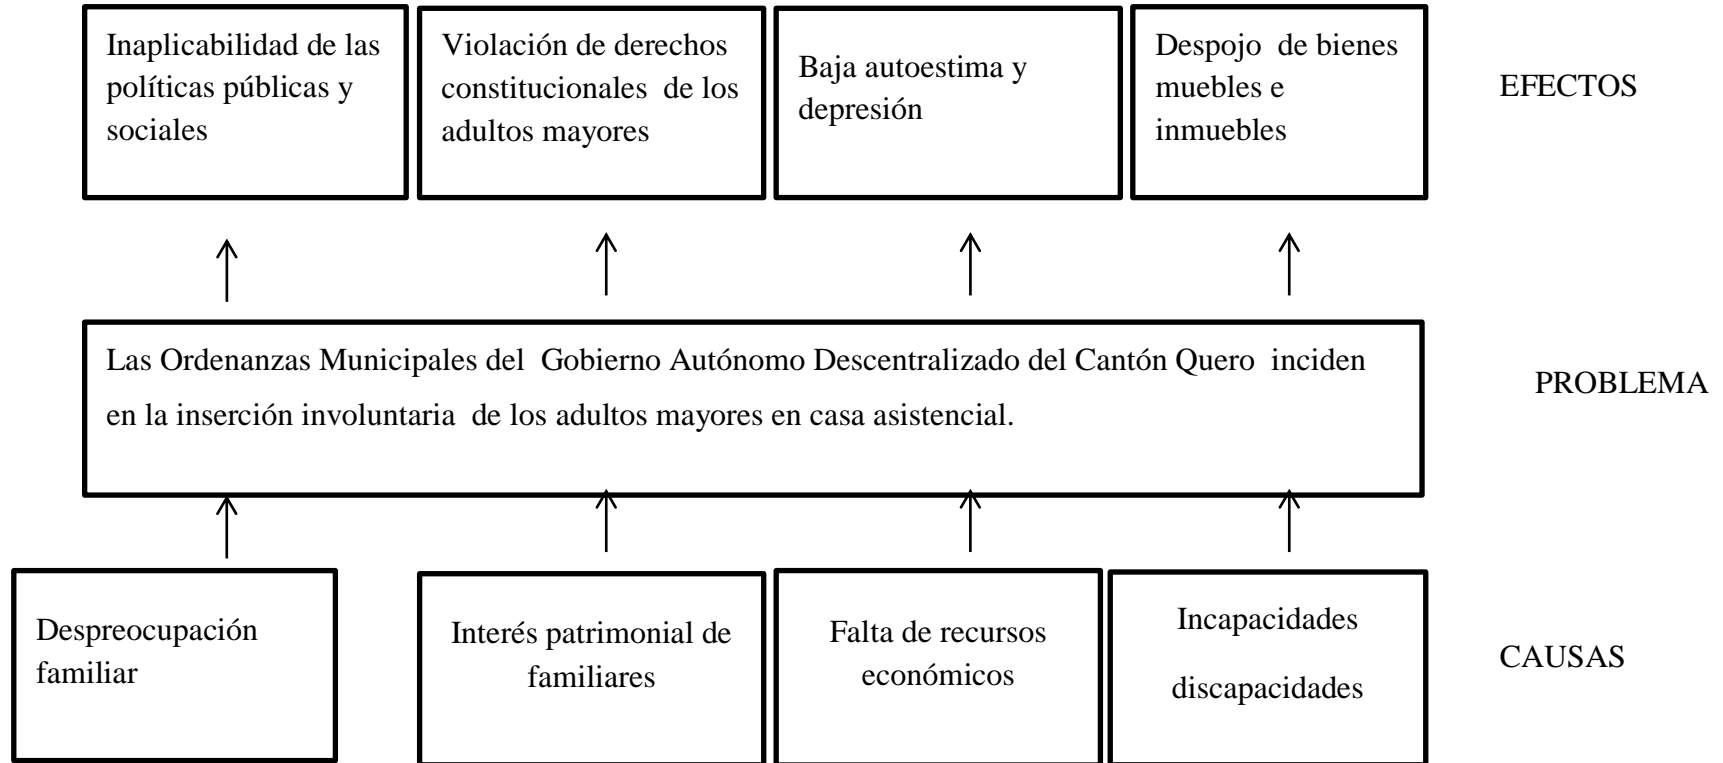 Inaplicabilidad de las
políticas públicas y
sociales
Violación de derechos
constitucionales de los
adultos mayores
Baja autoestima y
depresión
Despojo de bienes
muebles e
inmuebles
EFECTOS
Las Ordenanzas Municipales del Gobierno Autónomo Descentralizado del Cantón Quero inciden
en la inserción involuntaria de los adultos mayores en casa asistencial.
PROBLEMA
Despreocupación
familiar
Interés patrimonial de
familiares
Falta de recursos
económicos
Incapacidades
discapacidades
CAUSAS